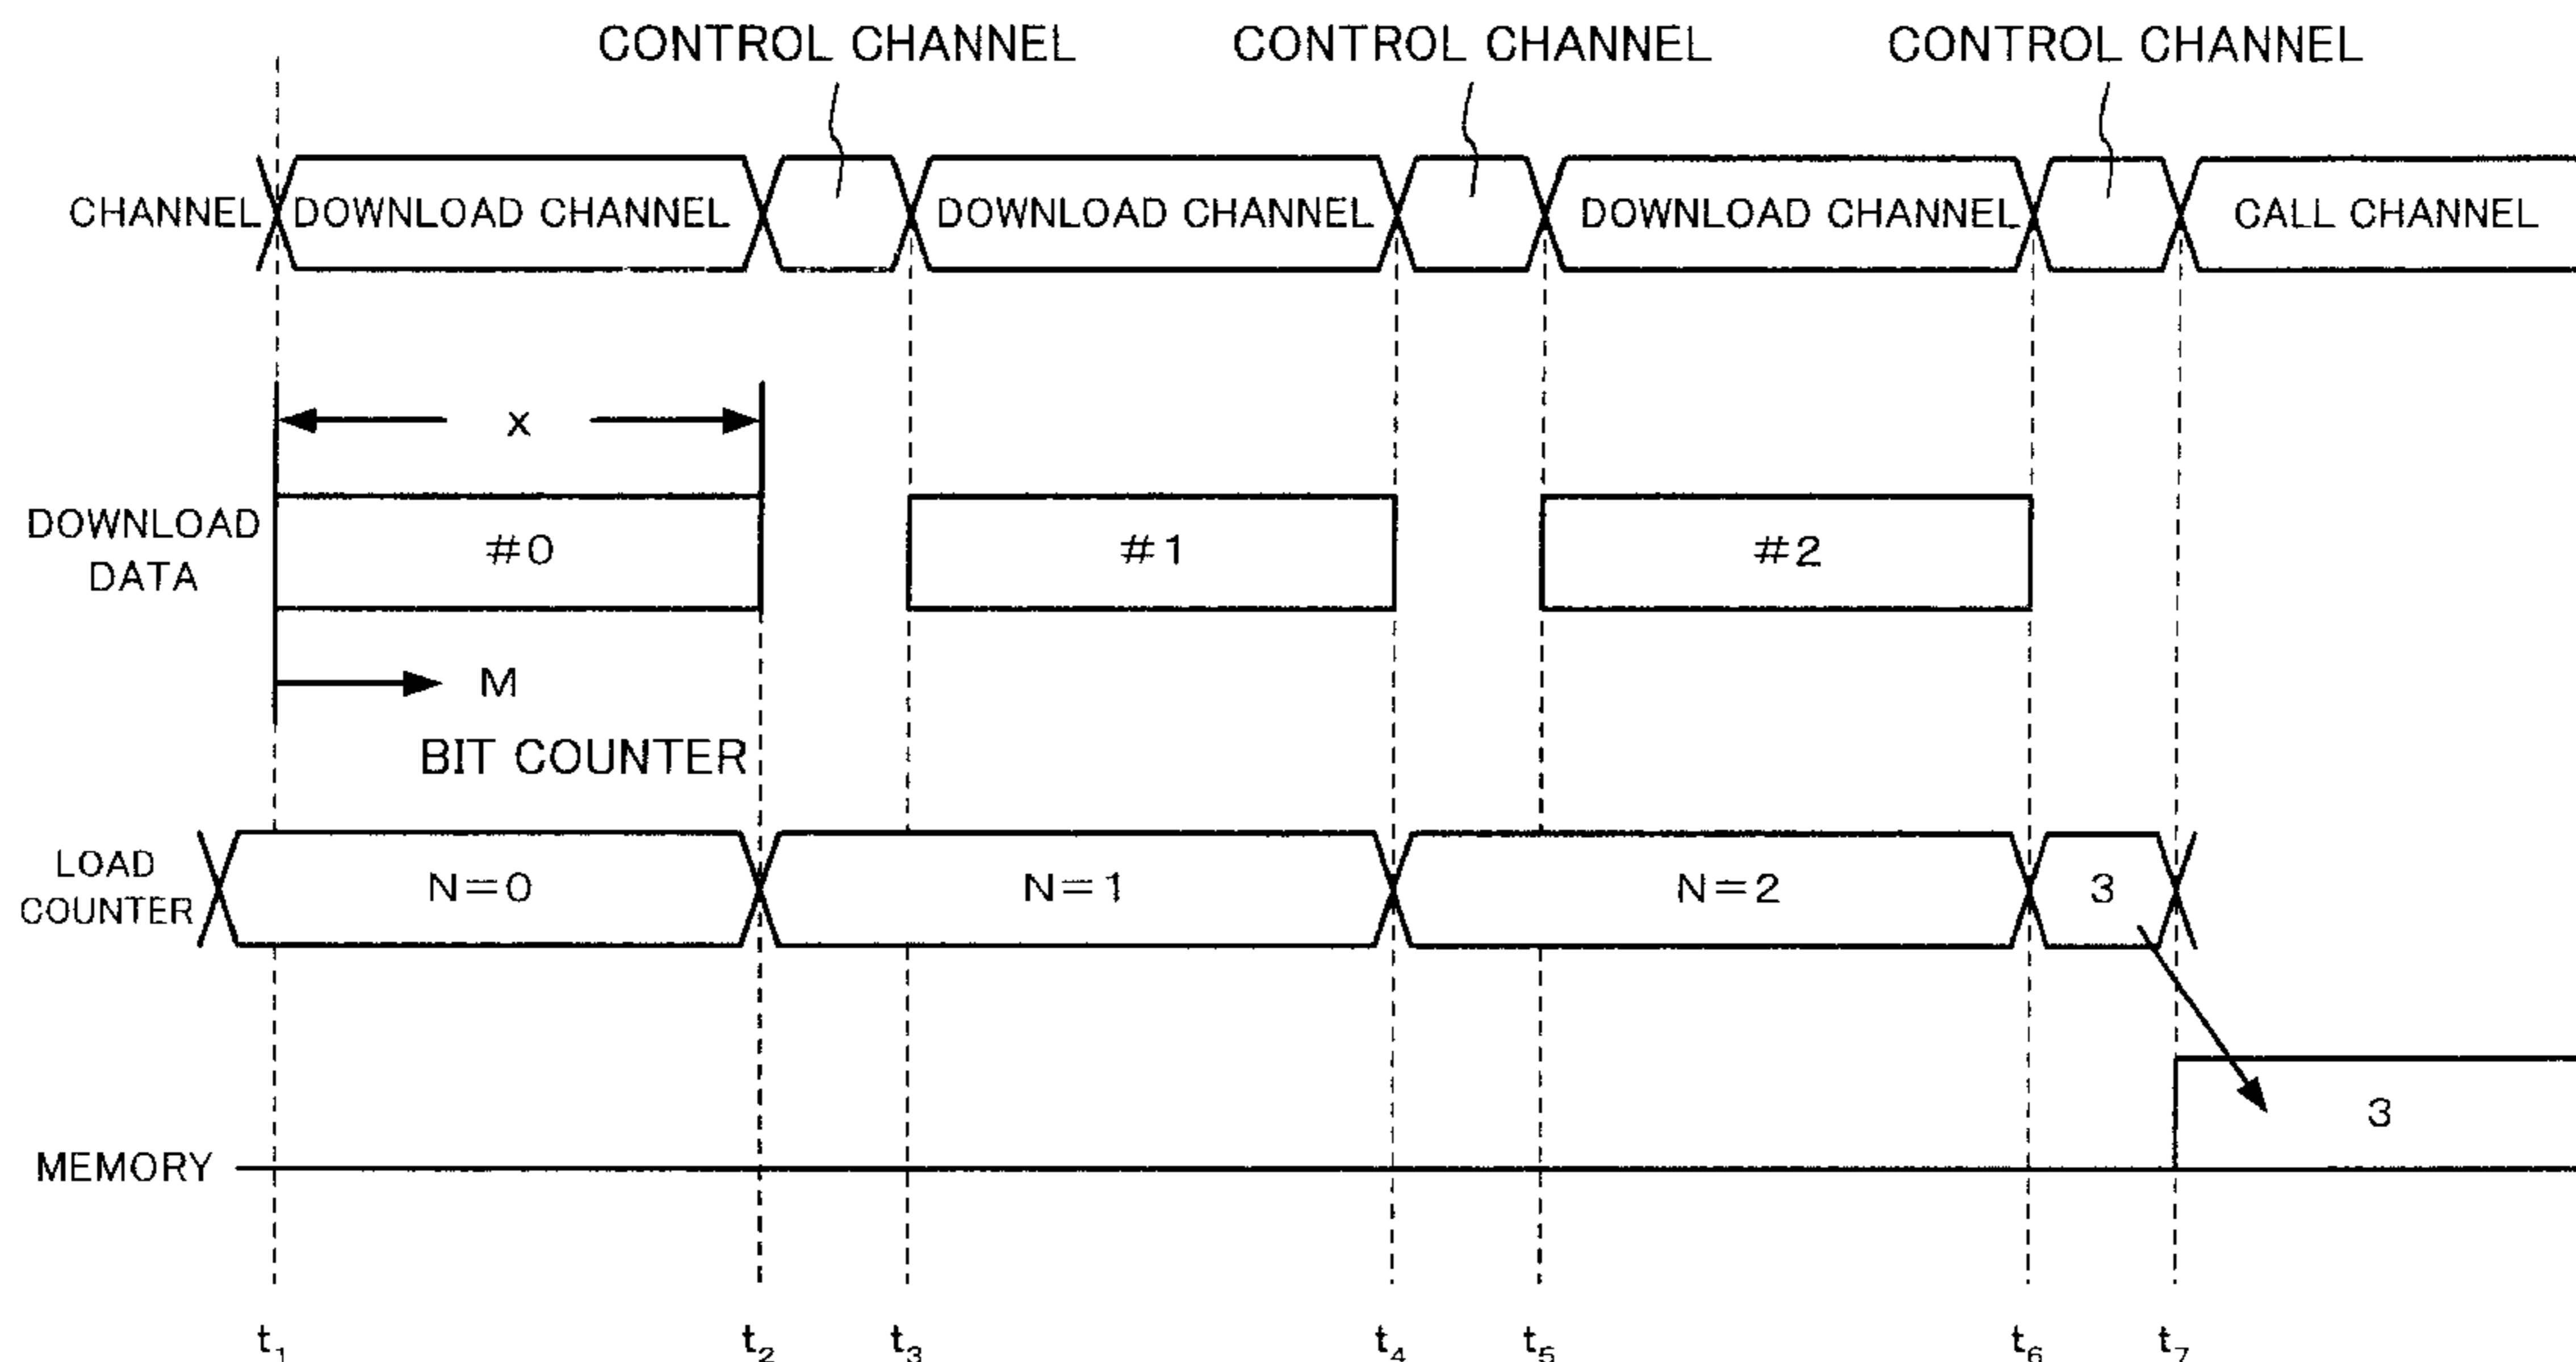 CONTROL CHANNEL CONTROL CHANNEL CONTROL CHANNEL
CHANNEL DOWNLOAD CHANNEL DOWNLOAD CHANNEL DOWNLOAD CHANNEL CALL CHANNEL
x
DOWNLOAD
DATA
#0 #1 #2
M
BIT COUNTER
LOAD
COUNTER
N=0 N=1 N=2 3
3
MEMORY
t1 t2 t3 t4 t5 t6 t7